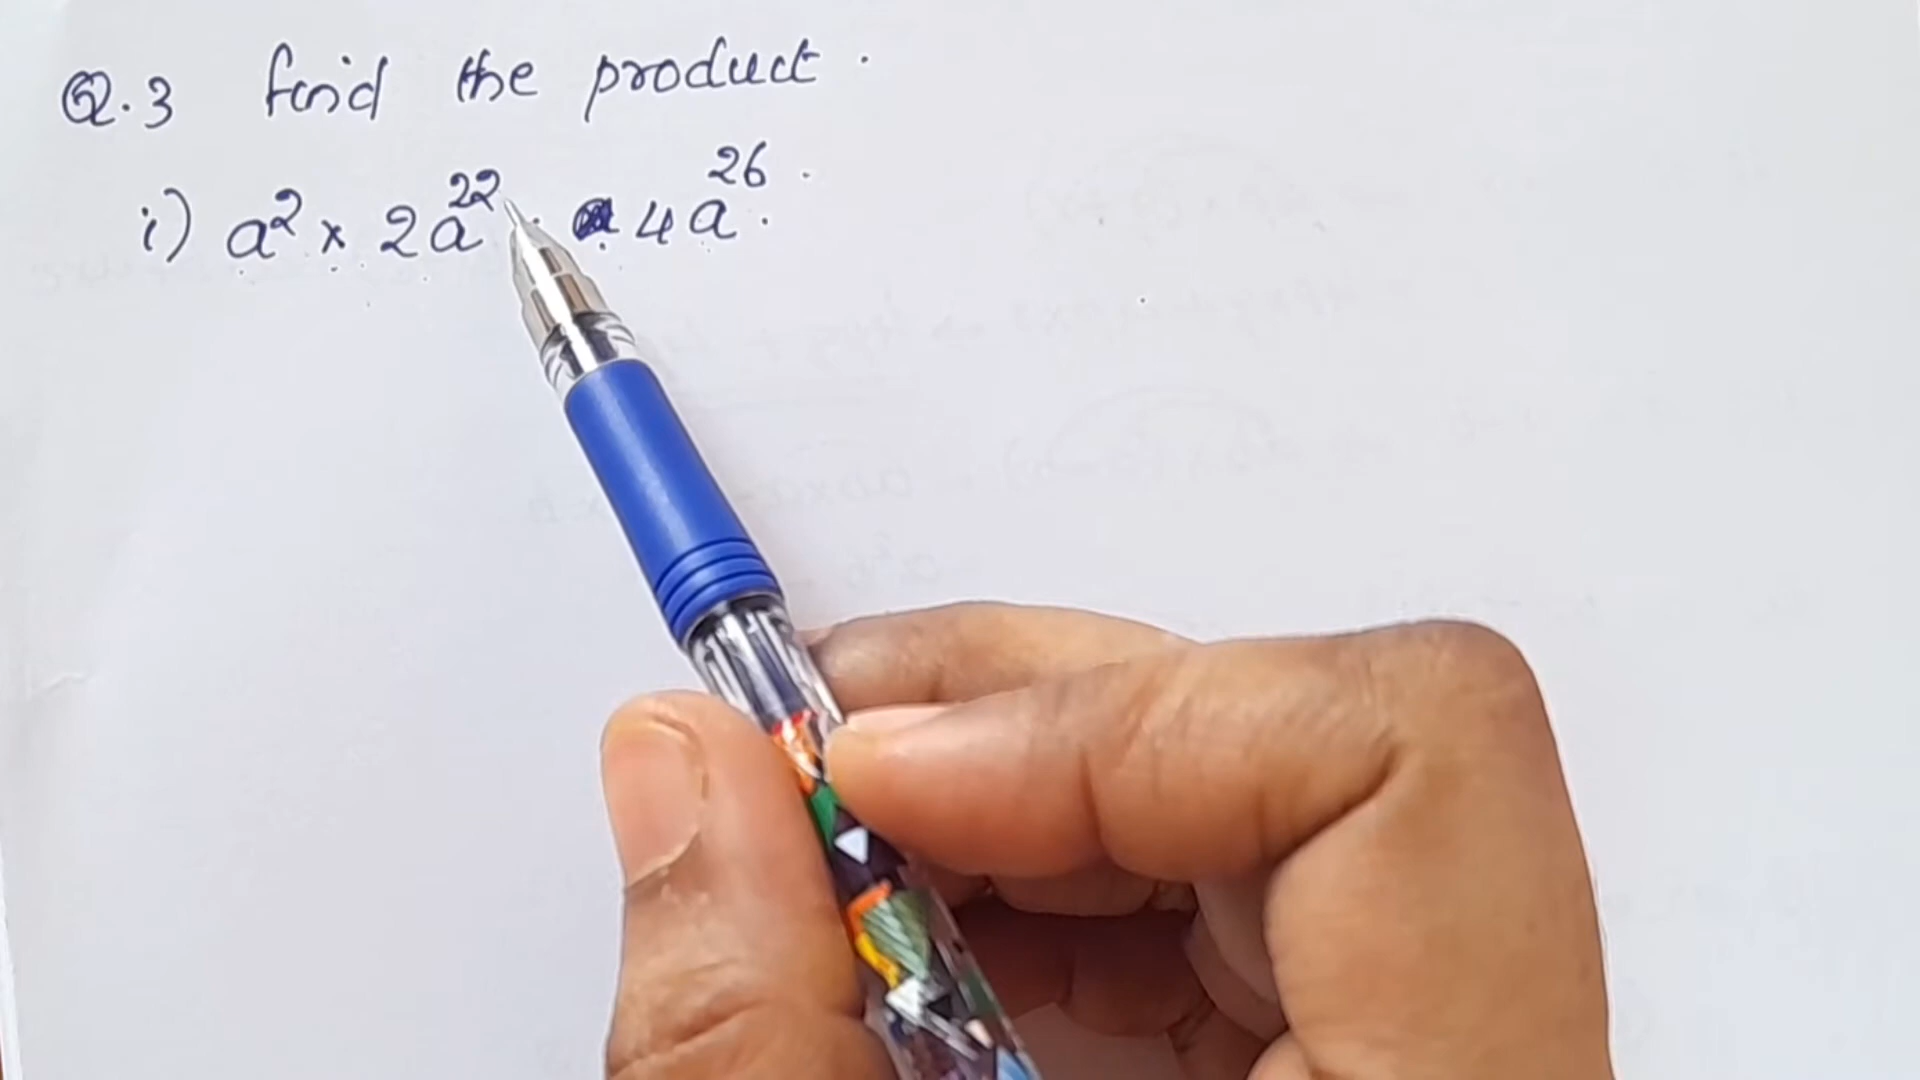 Q.3 find the product.
i) a² × 2a²² 4a²⁶.